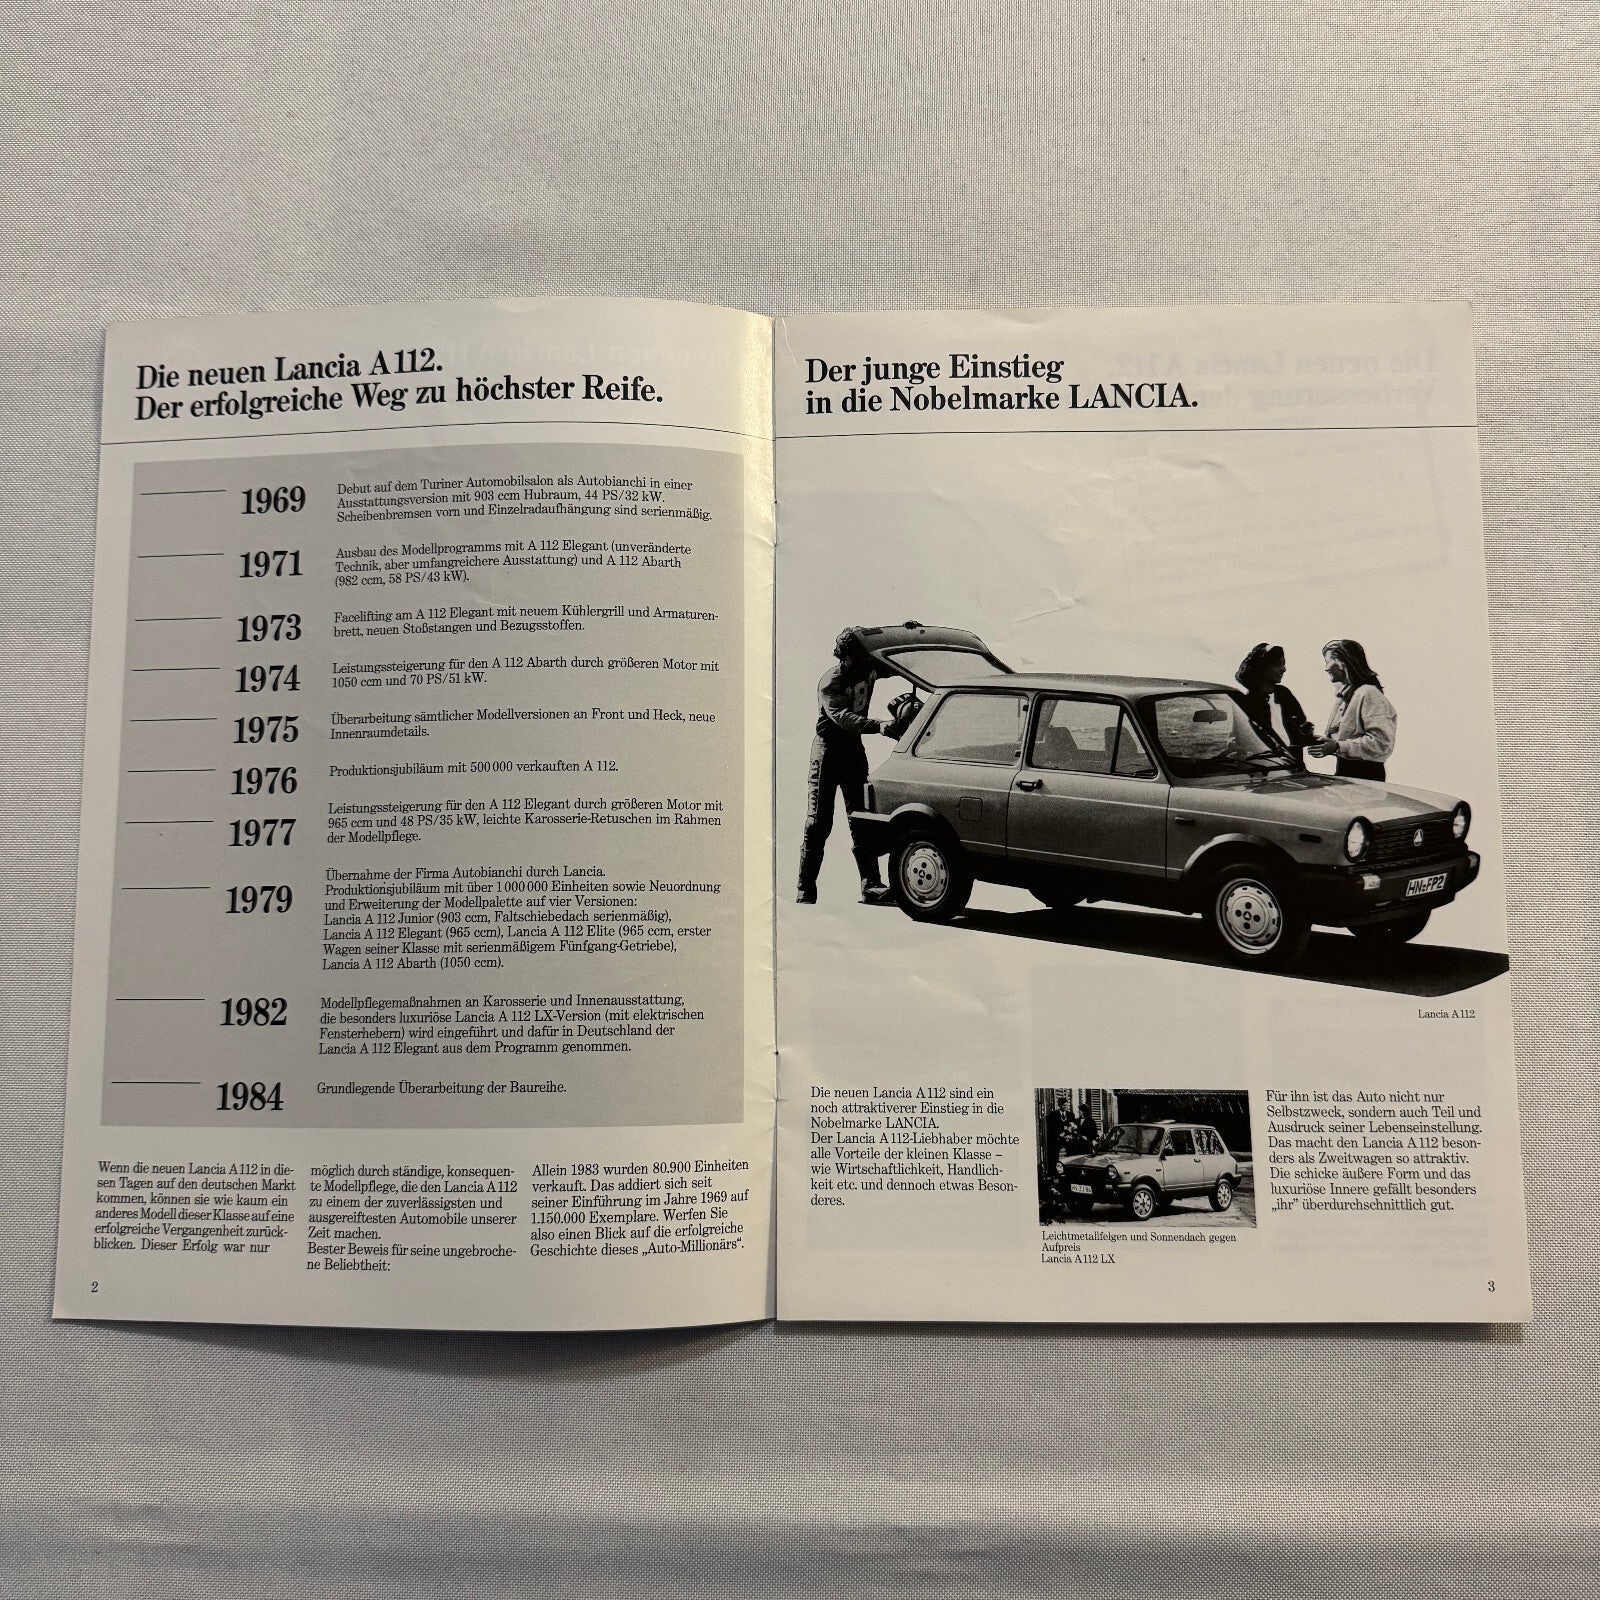 Die neuen Lancia A 112.
Der erfolgreiche Weg zu höchster Reife.
1969
Debut auf dem Turiner Automobilsalon als Autobianchi in einer
Ausstattungsversion mit 903 ccm Hubraum, 44 PS/32 kW.
Scheibenbremsen vorn und Einzelradaufhängung sind serienmäßig.
1971
Ausbau des Modellprogramms mit A 112 Elegant (unveränderte
Technik, aber umfangreichere Ausstattung) und A 112 Abarth
(982 ccm, 58 PS/43 kW).
1973
Facelifting am A 112 Elegant mit neuem Kühlergrill und Armaturen-
brett, neuen Stoßstangen und Bezugsstoffen.
1974
Leistungssteigerung für den A 112 Abarth durch größeren Motor mit
1050 ccm und 70 PS/51 kW.
1975
Überarbeitung sämtlicher Modellversionen an Front und Heck, neue
Innenraumdetails.
1976
Produktionsjubiläum mit 500 000 verkauften A 112.
1977
Leistungssteigerung für den A 112 Elegant durch größeren Motor mit
965 ccm und 48 PS/35 kW, leichte Karosserie-Retuschen im Rahmen
der Modellpflege.
1979
Übernahme der Firma Autobianchi durch Lancia.
Produktionsjubiläum mit über 1 000 000 Einheiten sowie Neuordnung
und Erweiterung der Modellpalette auf vier Versionen:
Lancia A 112 Junior (903 ccm, Faltschiebedach serienmäßig),
Lancia A 112 Elegant (965 ccm), Lancia A 112 Elite (965 ccm, erster
Wagen seiner Klasse mit serienmäßigem Fünfgang-Getriebe),
Lancia A 112 Abarth (1050 ccm).
1982
Modellpflegemaßnahmen an Karosserie und Innenausstattung,
die besonders luxuriöse Lancia A 112 LX-Version (mit elektrischen
Fensterhebern) wird eingeführt und dafür in Deutschland der
Lancia A 112 Elegant aus dem Programm genommen.
1984
Grundlegende Überarbeitung der Baureihe.
Wenn die neuen Lancia A 112 in die-
sen Tagen auf den deutschen Markt
kommen, können sie wie kaum ein
anderes Modell dieser Klasse auf eine
erfolgreiche Vergangenheit zurück-
blicken. Dieser Erfolg war nur
möglich durch ständige, konsequen-
te Modellpflege, die den Lancia A 112
zu einem der zuverlässigsten und
ausgereiftesten Automobile unserer
Zeit machen.
Bester Beweis für seine ungebroche-
ne Beliebtheit:
Allein 1983 wurden 80.900 Einheiten
verkauft. Das addiert sich seit
seiner Einführung im Jahre 1969 auf
1.150.000 Exemplare. Werfen Sie
also einen Blick auf die erfolgreiche
Geschichte dieses „Auto-Millionärs“.
2
Der junge Einstieg
in die Nobelmarke LANCIA.
HN-FP2
Lancia A 112
Die neuen Lancia A 112 sind ein
noch attraktiverer Einstieg in die
Nobelmarke LANCIA.
Der Lancia A 112-Liebhaber möchte
alle Vorteile der kleinen Klasse –
wie Wirtschaftlichkeit, Handlich-
keit etc. und dennoch etwas Beson-
deres.
Leichtmetallfelgen und Sonnendach gegen
Aufpreis
Lancia A 112 LX
Für ihn ist das Auto nicht nur
Selbstzweck, sondern auch Teil und
Ausdruck seiner Lebenseinstellung.
Das macht den Lancia A 112 beson-
ders als Zweitwagen so attraktiv.
Die schicke äußere Form und das
luxuriöse Innere gefällt besonders
„ihr” überdurchschnittlich gut.
3